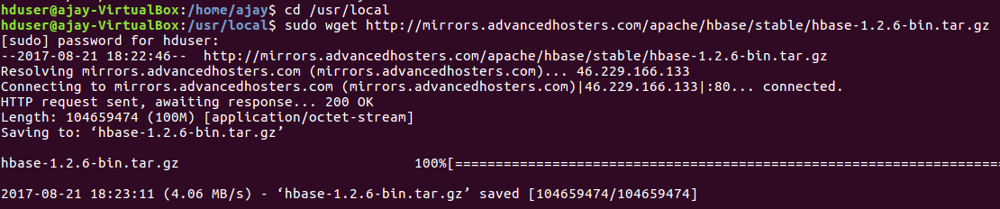 hduser@ajay-VirtualBox:/home/ajay$ cd /usr/local
hduser@ajay-VirtualBox:/usr/local$ sudo wget http://mirrors.advancedhosters.com/apache/hbase/stable/hbase-1.2.6-bin.tar.gz
[sudo] password for hduser:
--2017-08-21 18:22:46--  http://mirrors.advancedhosters.com/apache/hbase/stable/hbase-1.2.6-bin.tar.gz
Resolving mirrors.advancedhosters.com (mirrors.advancedhosters.com)... 46.229.166.133
Connecting to mirrors.advancedhosters.com (mirrors.advancedhosters.com)|46.229.166.133|:80... connected.
HTTP request sent, awaiting response... 200 OK
Length: 104659474 (100M) [application/octet-stream]
Saving to: ‘hbase-1.2.6-bin.tar.gz’
hbase-1.2.6-bin.tar.gz                100%[====================================================================
2017-08-21 18:23:11 (4.06 MB/s) - ‘hbase-1.2.6-bin.tar.gz’ saved [104659474/104659474]